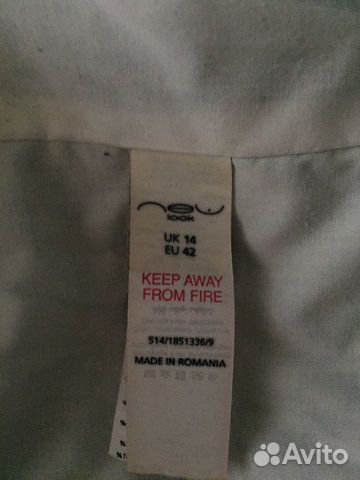 new
look
UK 14
EU 42
KEEP AWAY
FROM FIRE
514/1851336/9
MADE IN ROMANIA
Avito